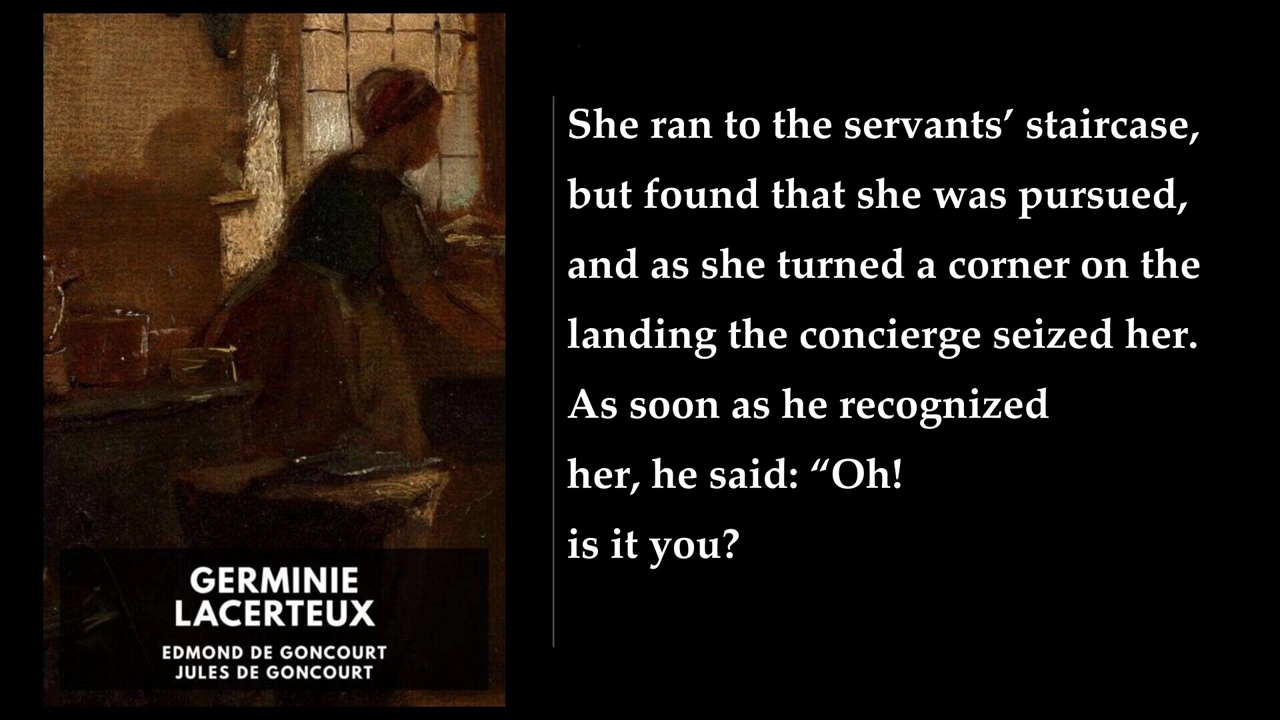 She ran to the servants’ staircase,
but found that she was pursued,
and as she turned a corner on the
landing the concierge seized her.
As soon as he recognized
her, he said: “Oh!
is it you?
GERMINIE
LACERTEUX
EDMOND DE GONCOURT
JULES DE GONCOURT